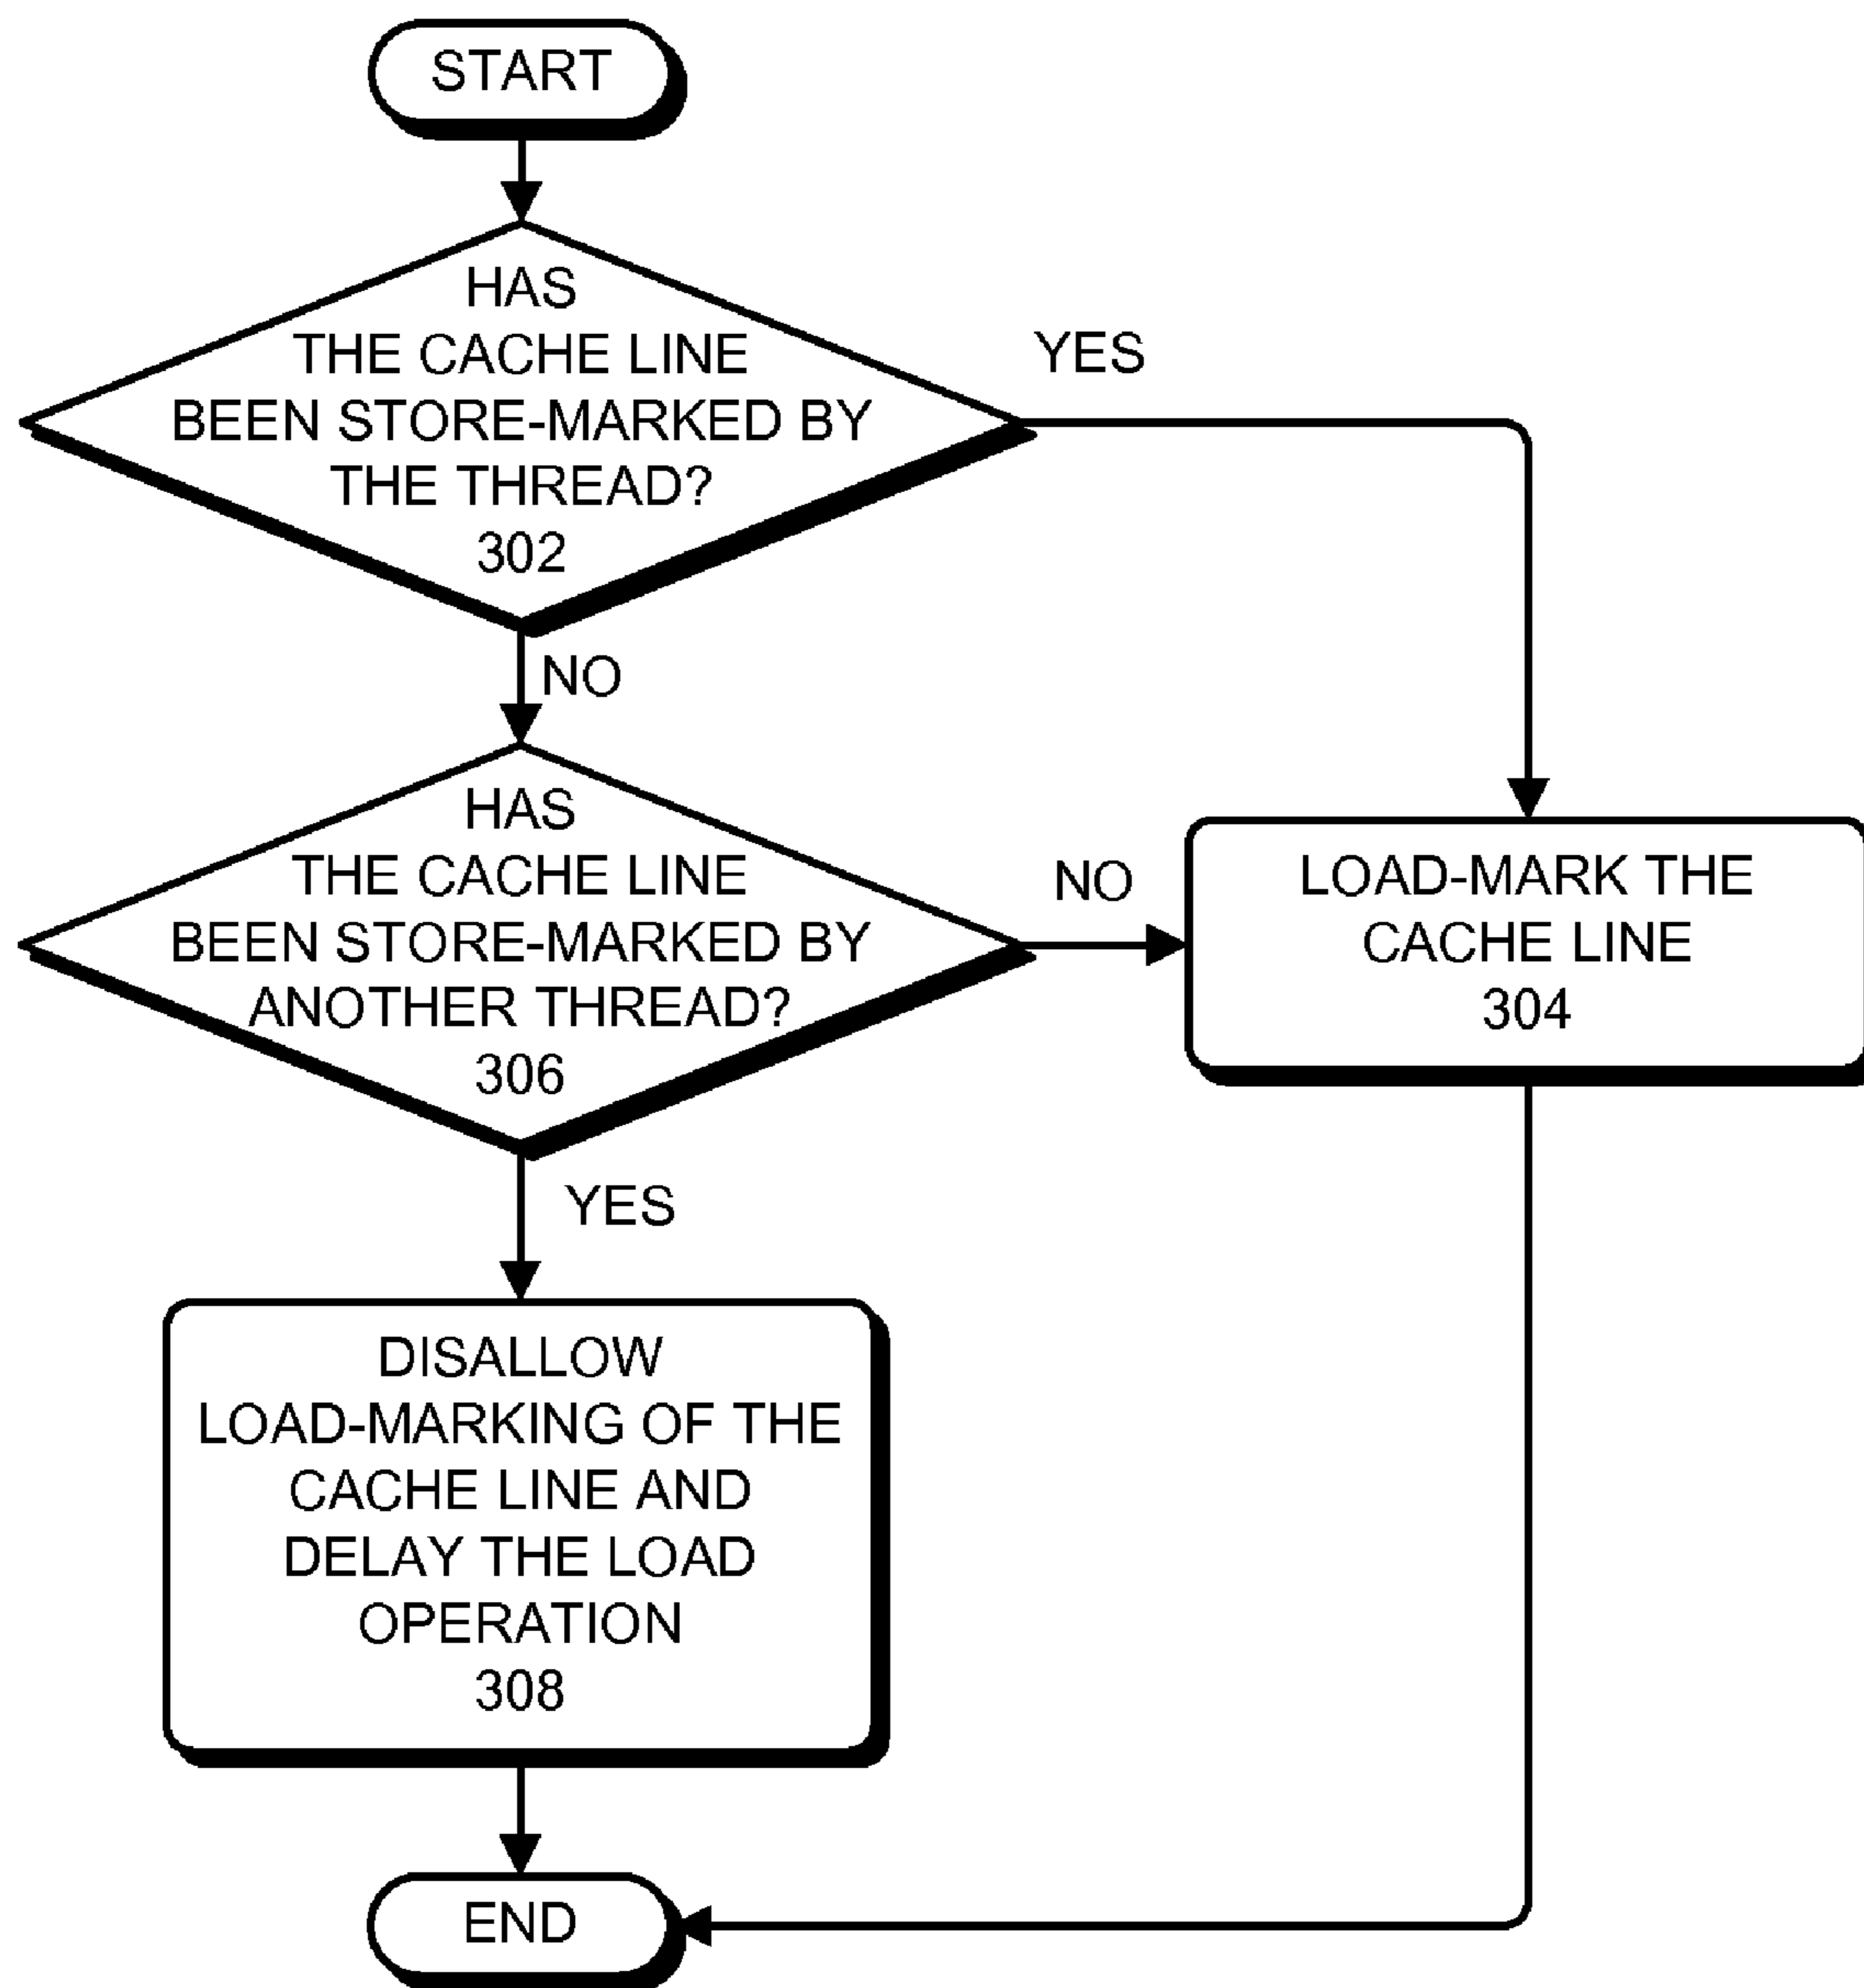 START
HAS
THE CACHE LINE
BEEN STORE-MARKED BY
THE THREAD?
302
YES
NO
HAS
THE CACHE LINE
BEEN STORE-MARKED BY
ANOTHER THREAD?
306
NO
LOAD-MARK THE
CACHE LINE
304
YES
DISALLOW
LOAD-MARKING OF THE
CACHE LINE AND
DELAY THE LOAD
OPERATION
308
END